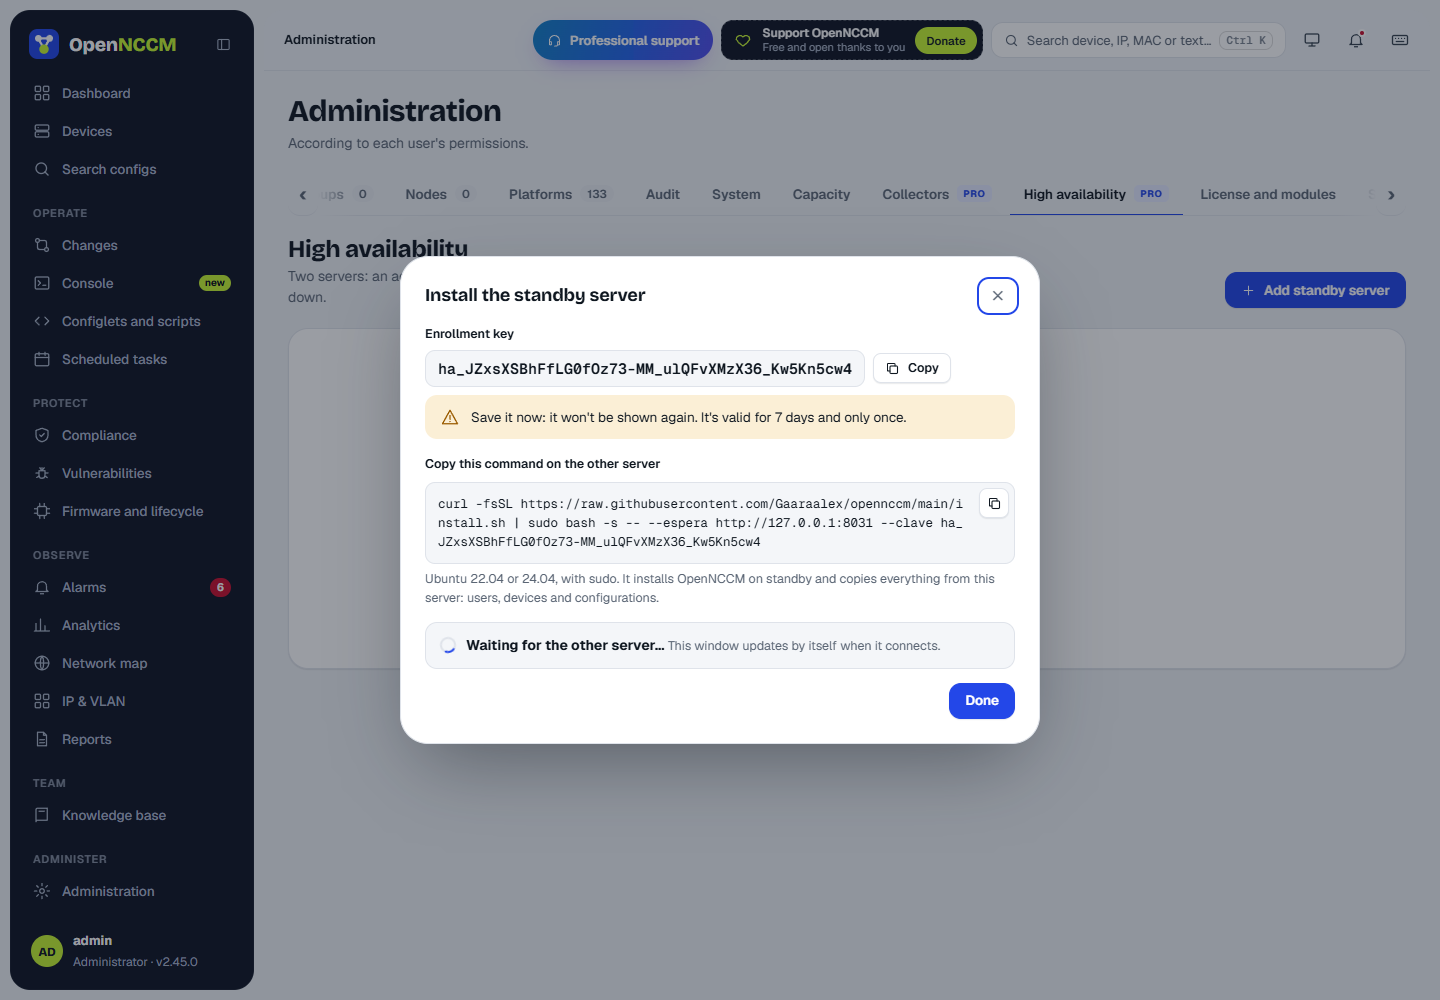 OpenNCCM
Dashboard
Devices
Search configs
OPERATE
Changes
Console
new
Configlets and scripts
Scheduled tasks
PROTECT
Compliance
Vulnerabilities
Firmware and lifecycle
OBSERVE
Alarms
6
Analytics
Network map
IP & VLAN
Reports
TEAM
Knowledge base
ADMINISTER
Administration
AD
admin
Administrator · v2.45.0
Administration
Professional support
Support OpenNCCM
Free and open thanks to you
Donate
Search device, IP, MAC or text...
Ctrl K
Administration
According to each user's permissions.
ups 0
Nodes 0
Platforms 133
Audit
System
Capacity
Collectors PRO
High availability PRO
License and modules
High availability
Two servers: an a
down.
Add standby server
Install the standby server
Enrollment key
ha_JZxsXSBhFfLG0fOz73-MM_ulQFvXMzX36_Kw5Kn5cw4
Copy
Save it now: it won't be shown again. It's valid for 7 days and only once.
Copy this command on the other server
curl -fsSL https://raw.githubusercontent.com/Gaaraalex/opennccm/main/i
nstall.sh | sudo bash -s -- --espera http://127.0.0.1:8031 --clave ha_
JZxsXSBhFfLG0fOz73-MM_ulQFvXMzX36_Kw5Kn5cw4
Ubuntu 22.04 or 24.04, with sudo. It installs OpenNCCM on standby and copies everything from this
server: users, devices and configurations.
Waiting for the other server... This window updates by itself when it connects.
Done